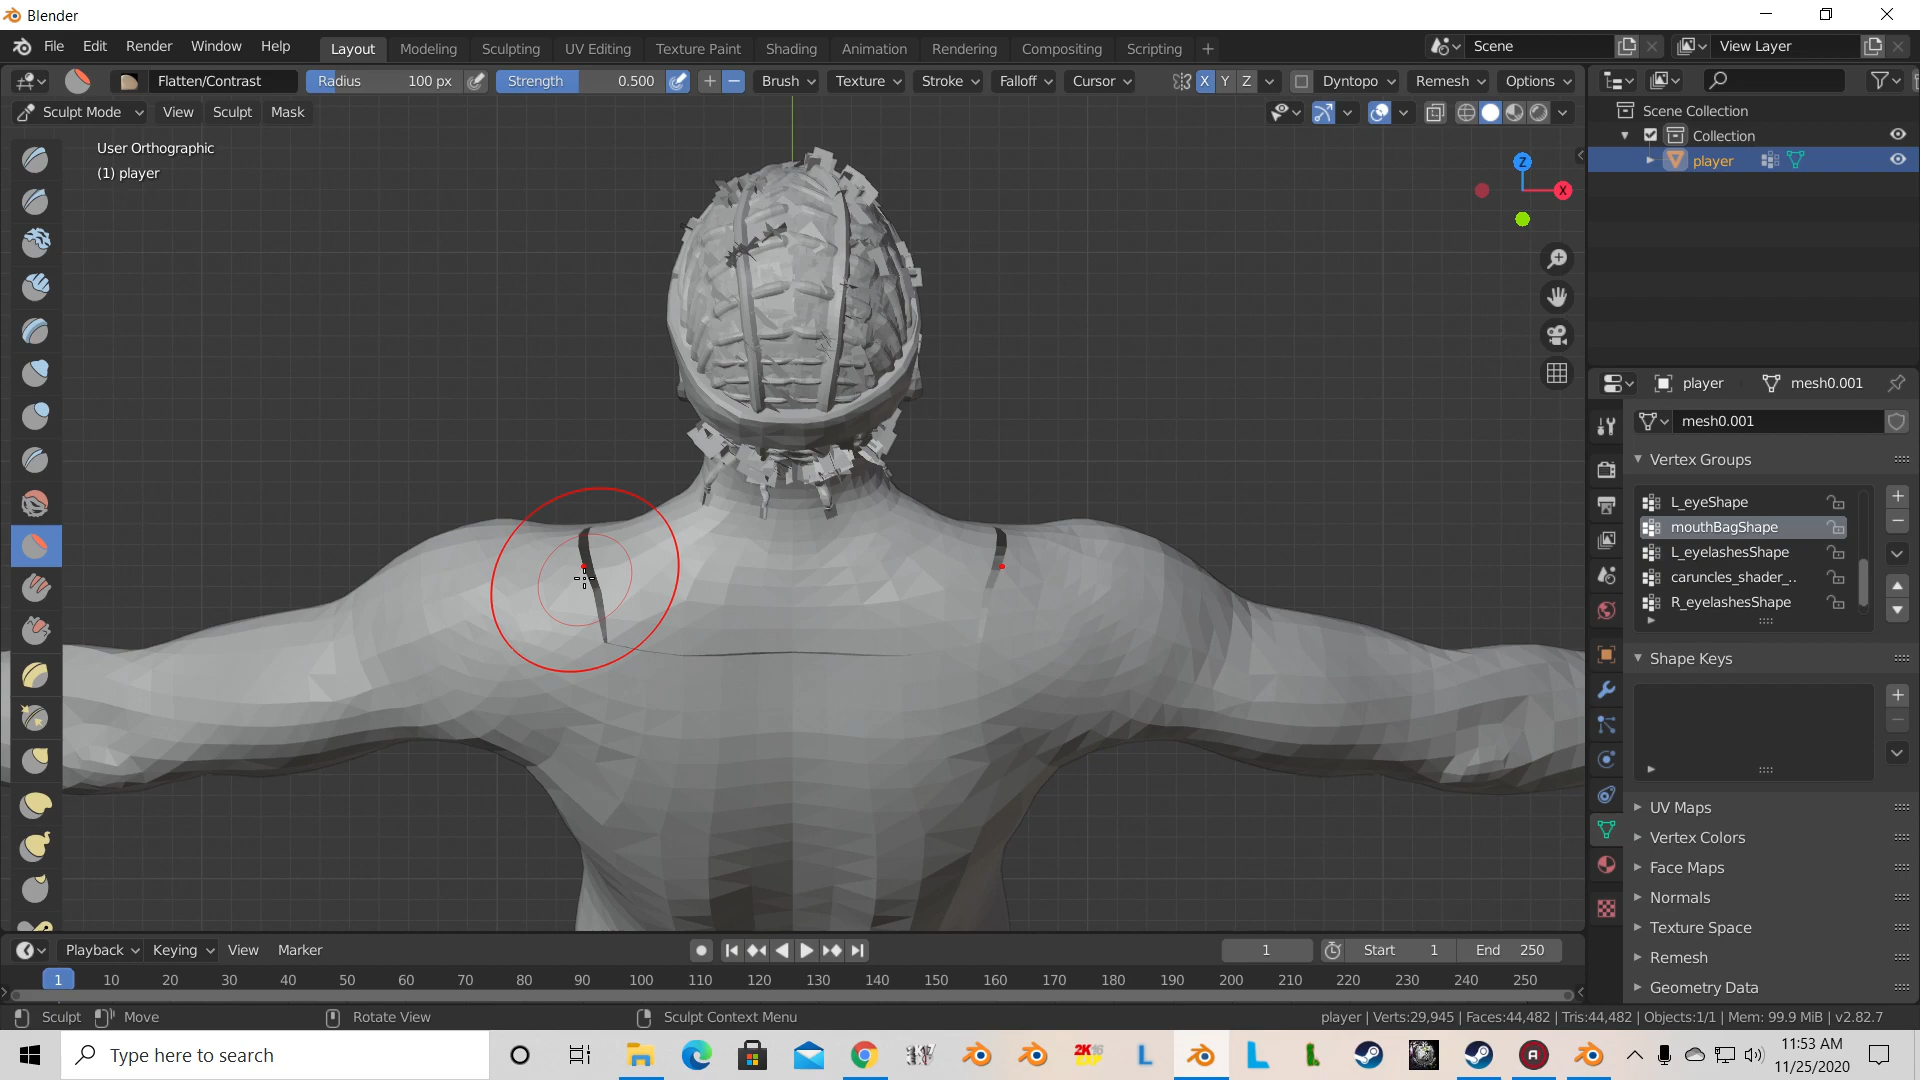 Blender
File Edit Render Window Help
Layout Modeling Sculpting UV Editing Texture Paint Shading Animation Rendering Compositing Scripting +
Scene View Layer
Flatten/Contrast Radius 100 px Strength 0.500 + − Brush Texture Stroke Falloff Cursor X Y Z Dyntopo Remesh Options
Sculpt Mode View Sculpt Mask
User Orthographic
(1) player
Z
X
Scene Collection
Collection
player
player mesh0.001
mesh0.001
Vertex Groups
L_eyeShape
mouthBagShape
L_eyelashesShape
caruncles_shader_..
R_eyelashesShape
Shape Keys
UV Maps
Vertex Colors
Face Maps
Normals
Texture Space
Remesh
Geometry Data
Playback Keying View Marker 1 Start 1 End 250
1 10 20 30 40 50 60 70 80 90 100 110 120 130 140 150 160 170 180 190 200 210 220 230 240 250
Sculpt Move Rotate View Sculpt Context Menu player | Verts:29,945 | Faces:44,482 | Tris:44,482 | Objects:1/1 | Mem: 99.9 MiB | v2.82.7
Type here to search
L
L
A
11:53 AM
11/25/2020